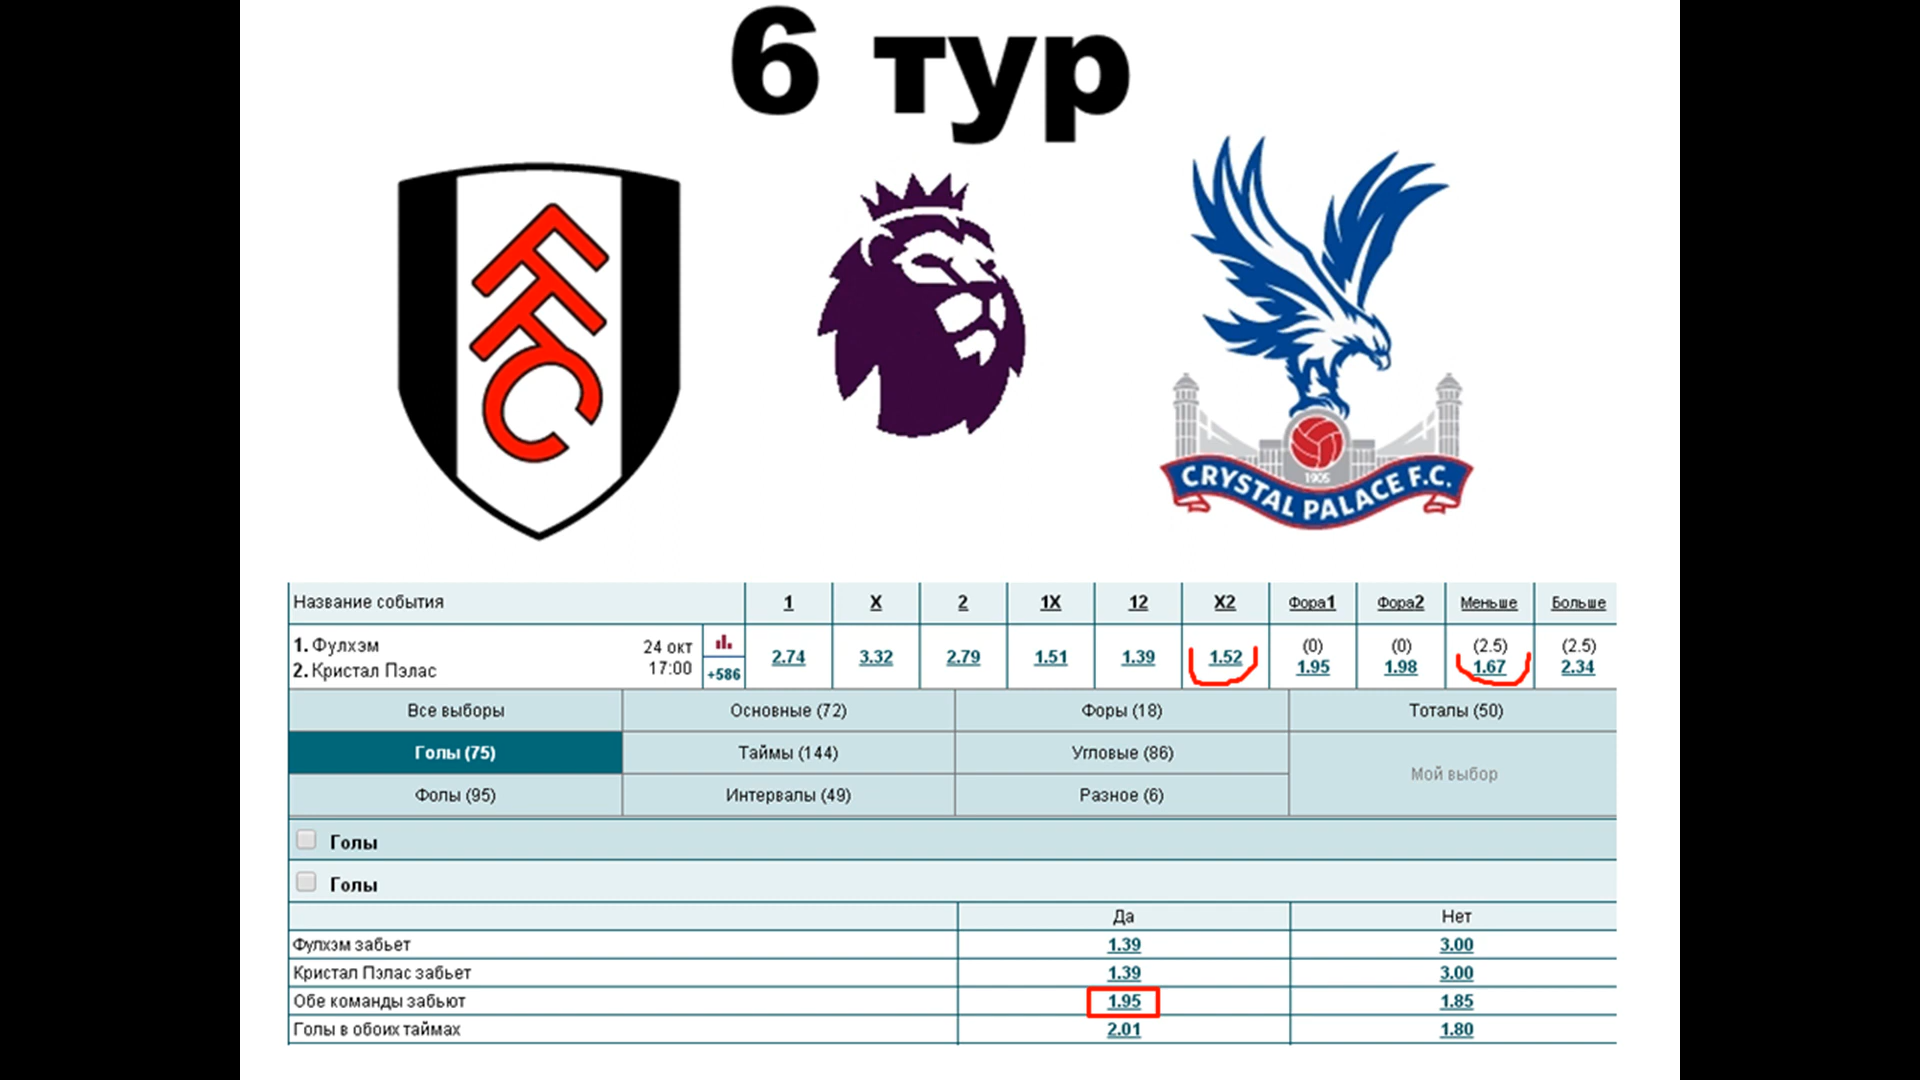 6 тур
FFC
1905
CRYSTAL PALACE F.C.
Название события 1 X 2 1X 12 X2 Фора1 Фора2 Меньше Больше
1. Фулхэм 24 окт (0) (0) (2.5) (2.5)
2.74 3.32 2.79 1.51 1.39 1.52
2. Кристал Пэлас 17:00 +586 1.95 1.98 1.67 2.34
Все выборы Основные (72) Форы (18) Тоталы (50)
Голы (75) Таймы (144) Угловые (86)
Мой выбор
Фолы (95) Интервалы (49) Разное (6)
Голы
Голы
Да Нет
Фулхэм забьет 1.39 3.00
Кристал Пэлас забьет 1.39 3.00
Обе команды забьют 1.95 1.85
Голы в обоих таймах 2.01 1.80